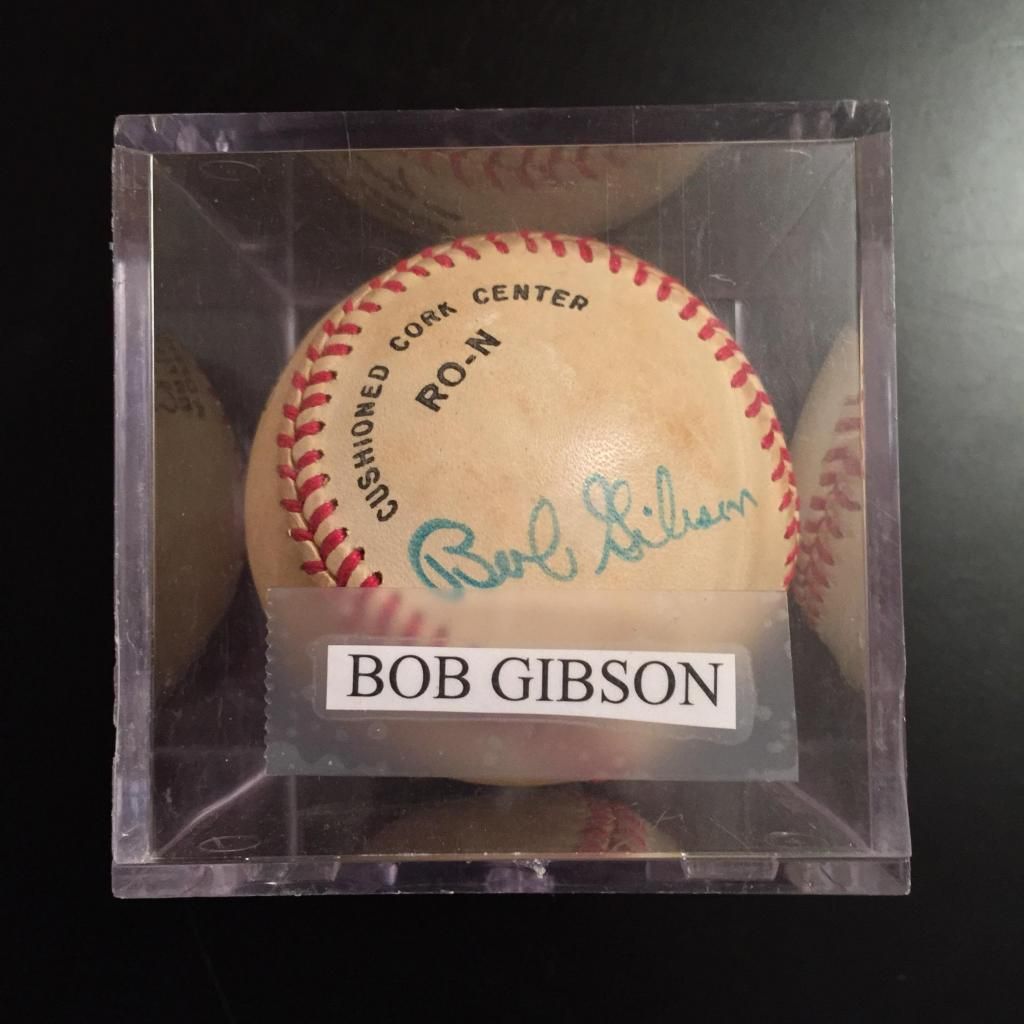 CUSHIONED CORK CENTER
RO-N
Bob Gibson
BOB GIBSON